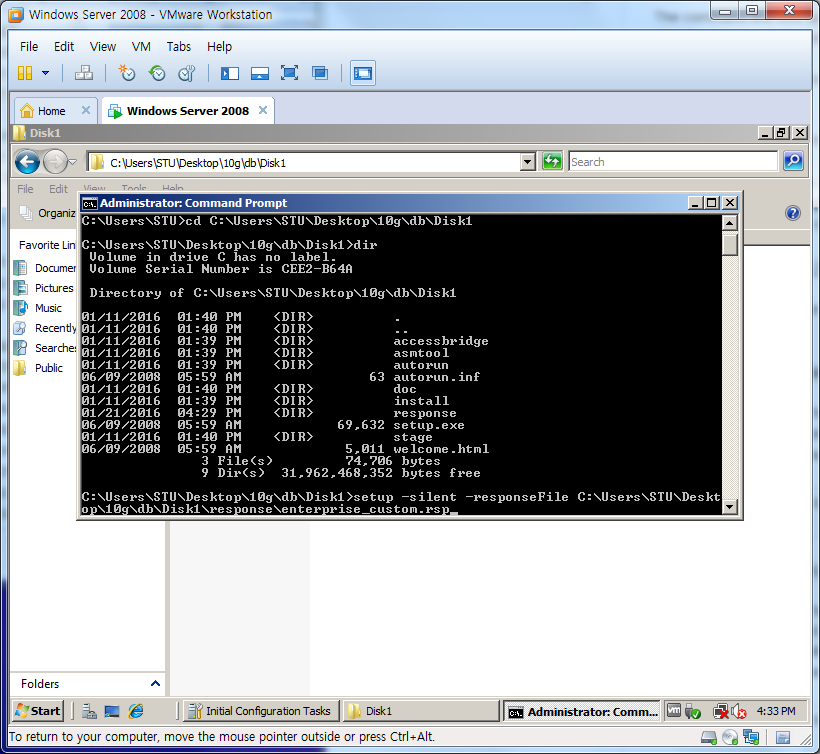 Windows Server 2008 - VMware Workstation
File Edit View VM Tabs Help
Home
Windows Server 2008
Disk1
C:\Users\STU\Desktop\10g\db\Disk1
Search
File Edit View Tools Help
Organiz
Administrator: Command Prompt
C:\Users\STU>cd C:\Users\STU\Desktop\10g\db\Disk1
C:\Users\STU\Desktop\10g\db\Disk1>dir
Volume in drive C has no label.
Volume Serial Number is CEE2-B64A
Directory of C:\Users\STU\Desktop\10g\db\Disk1
01/11/2016 01:40 PM <DIR> .
01/11/2016 01:40 PM <DIR> ..
01/11/2016 01:39 PM <DIR> accessbridge
01/11/2016 01:39 PM <DIR> asmtool
01/11/2016 01:39 PM <DIR> autorun
06/09/2008 05:59 AM 63 autorun.inf
01/11/2016 01:40 PM <DIR> doc
01/11/2016 01:39 PM <DIR> install
01/21/2016 04:29 PM <DIR> response
06/09/2008 05:59 AM 69,632 setup.exe
01/11/2016 01:40 PM <DIR> stage
06/09/2008 05:59 AM 5,011 welcome.html
3 File(s) 74,706 bytes
9 Dir(s) 31,962,468,352 bytes free
C:\Users\STU\Desktop\10g\db\Disk1>setup -silent -responseFile C:\Users\STU\Deskt
op\10g\db\Disk1\response\enterprise_custom.rsp_
Favorite Lin
Documen
Pictures
Music
Recently
Searches
Public
Folders
Start
Initial Configuration Tasks
Disk1
Administrator: Comm...
4:33 PM
To return to your computer, move the mouse pointer outside or press Ctrl+Alt.